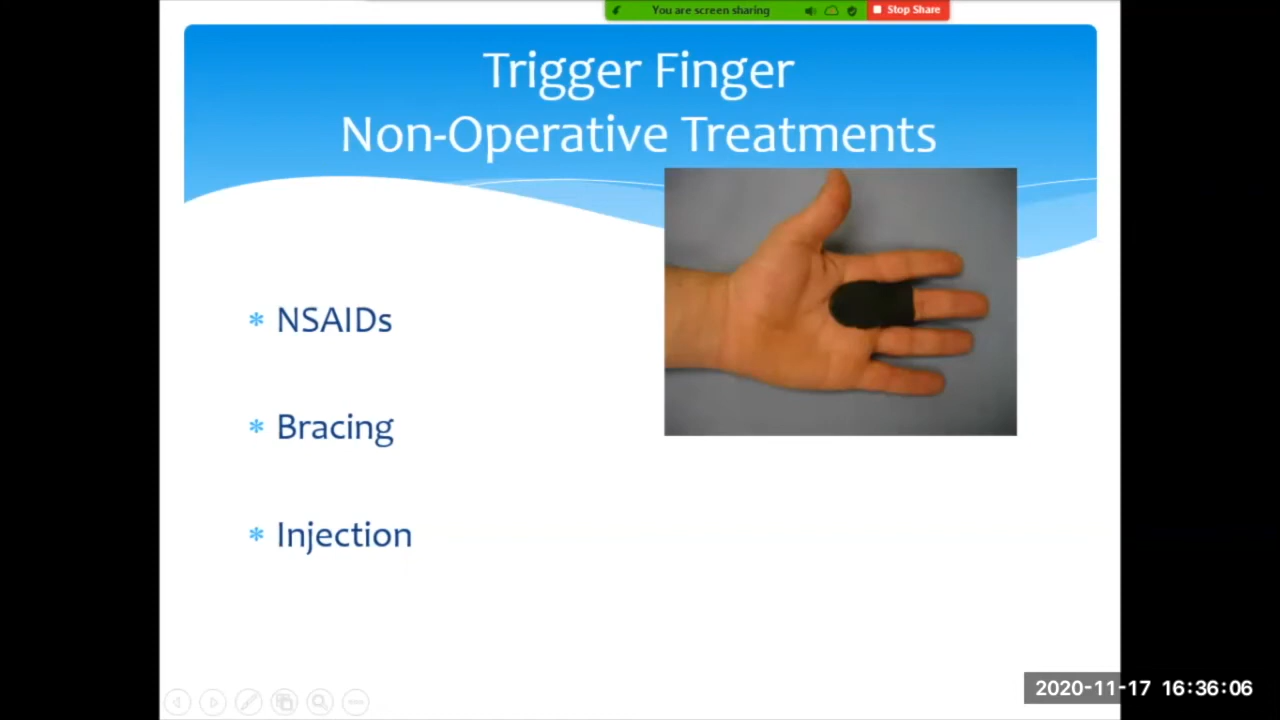 You are screen sharing
Stop Share
Trigger Finger
Non-Operative Treatments
* NSAIDs
* Bracing
* Injection
2020-11-17 16:36:06